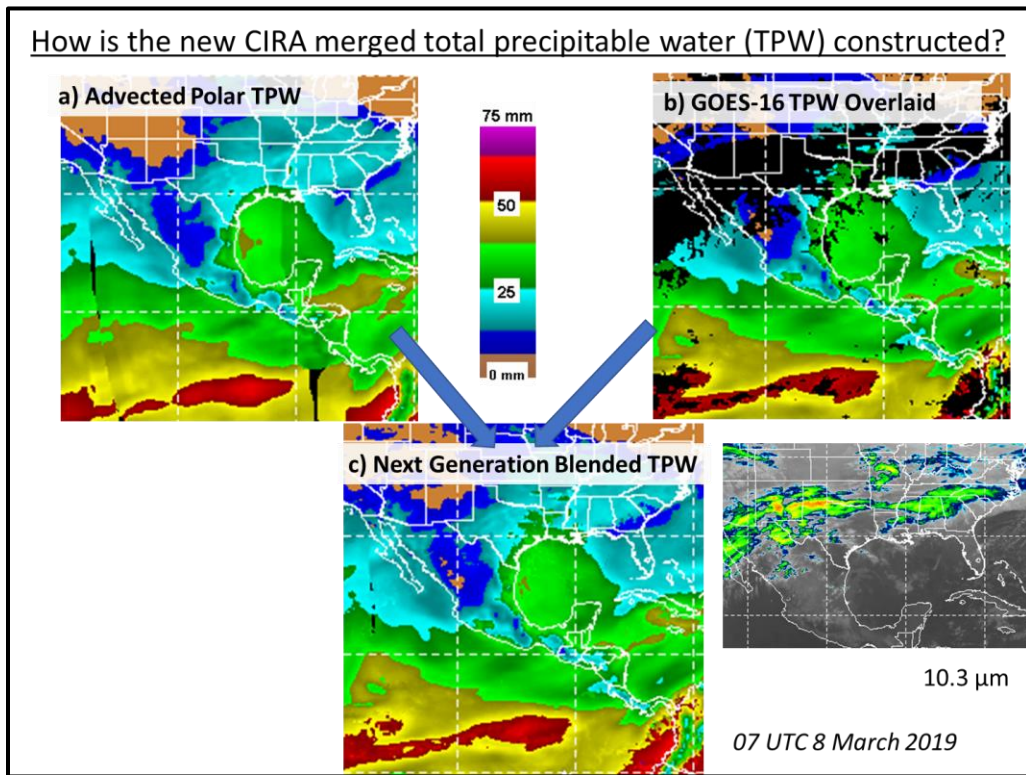 How is the new CIRA merged total precipitable water (TPW) constructed?
a) Advected Polar TPW
b) GOES-16 TPW Overlaid
75 mm
50
25
0 mm
c) Next Generation Blended TPW
10.3 µm
07 UTC 8 March 2019